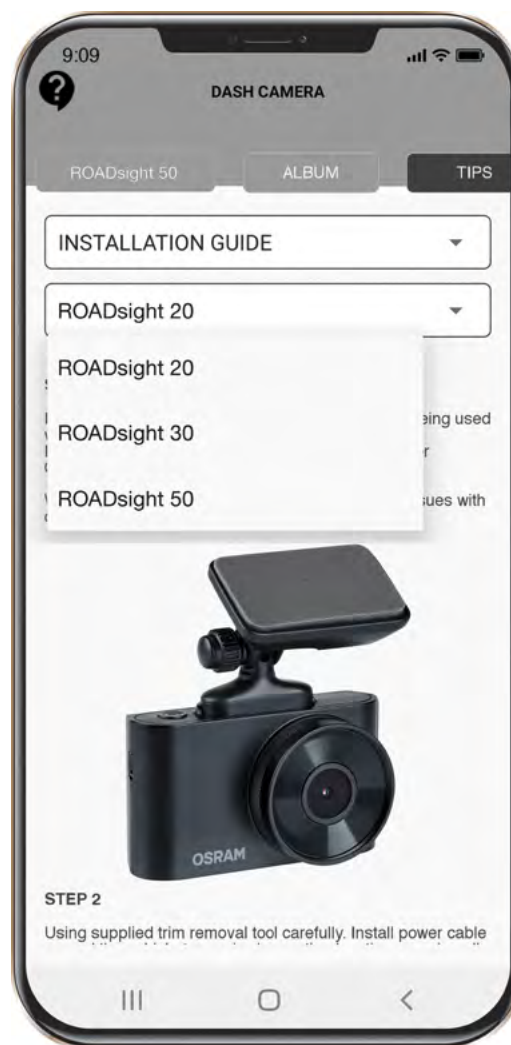 9:09
DASH CAMERA
ROADsight 50
ALBUM
TIPS
INSTALLATION GUIDE
ROADsight 20
ROADsight 20
eing used
ROADsight 30
r
ROADsight 50
sues with
OSRAM
STEP 2
Using supplied trim removal tool carefully. Install power cable